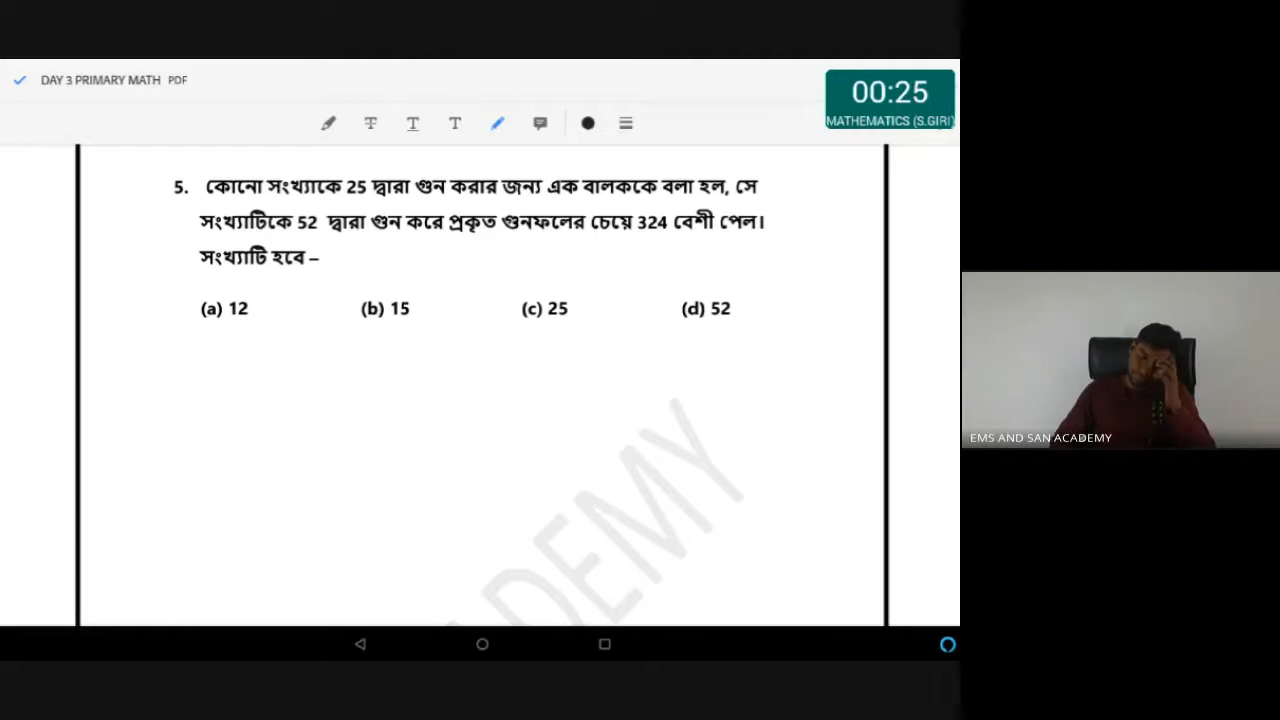 DAY 3 PRIMARY MATH PDF
00:25
MATHEMATICS (S.GIRI)
5. কোনো সংখ্যাকে 25 দ্বারা গুন করার জন্য এক বালককে বলা হল, সে
সংখ্যাটিকে 52 দ্বারা গুন করে প্রকৃত গুনফলের চেয়ে 324 বেশী পেল।
সংখ্যাটি হবে –
(a) 12 (b) 15 (c) 25 (d) 52
EMS AND SAN ACADEMY